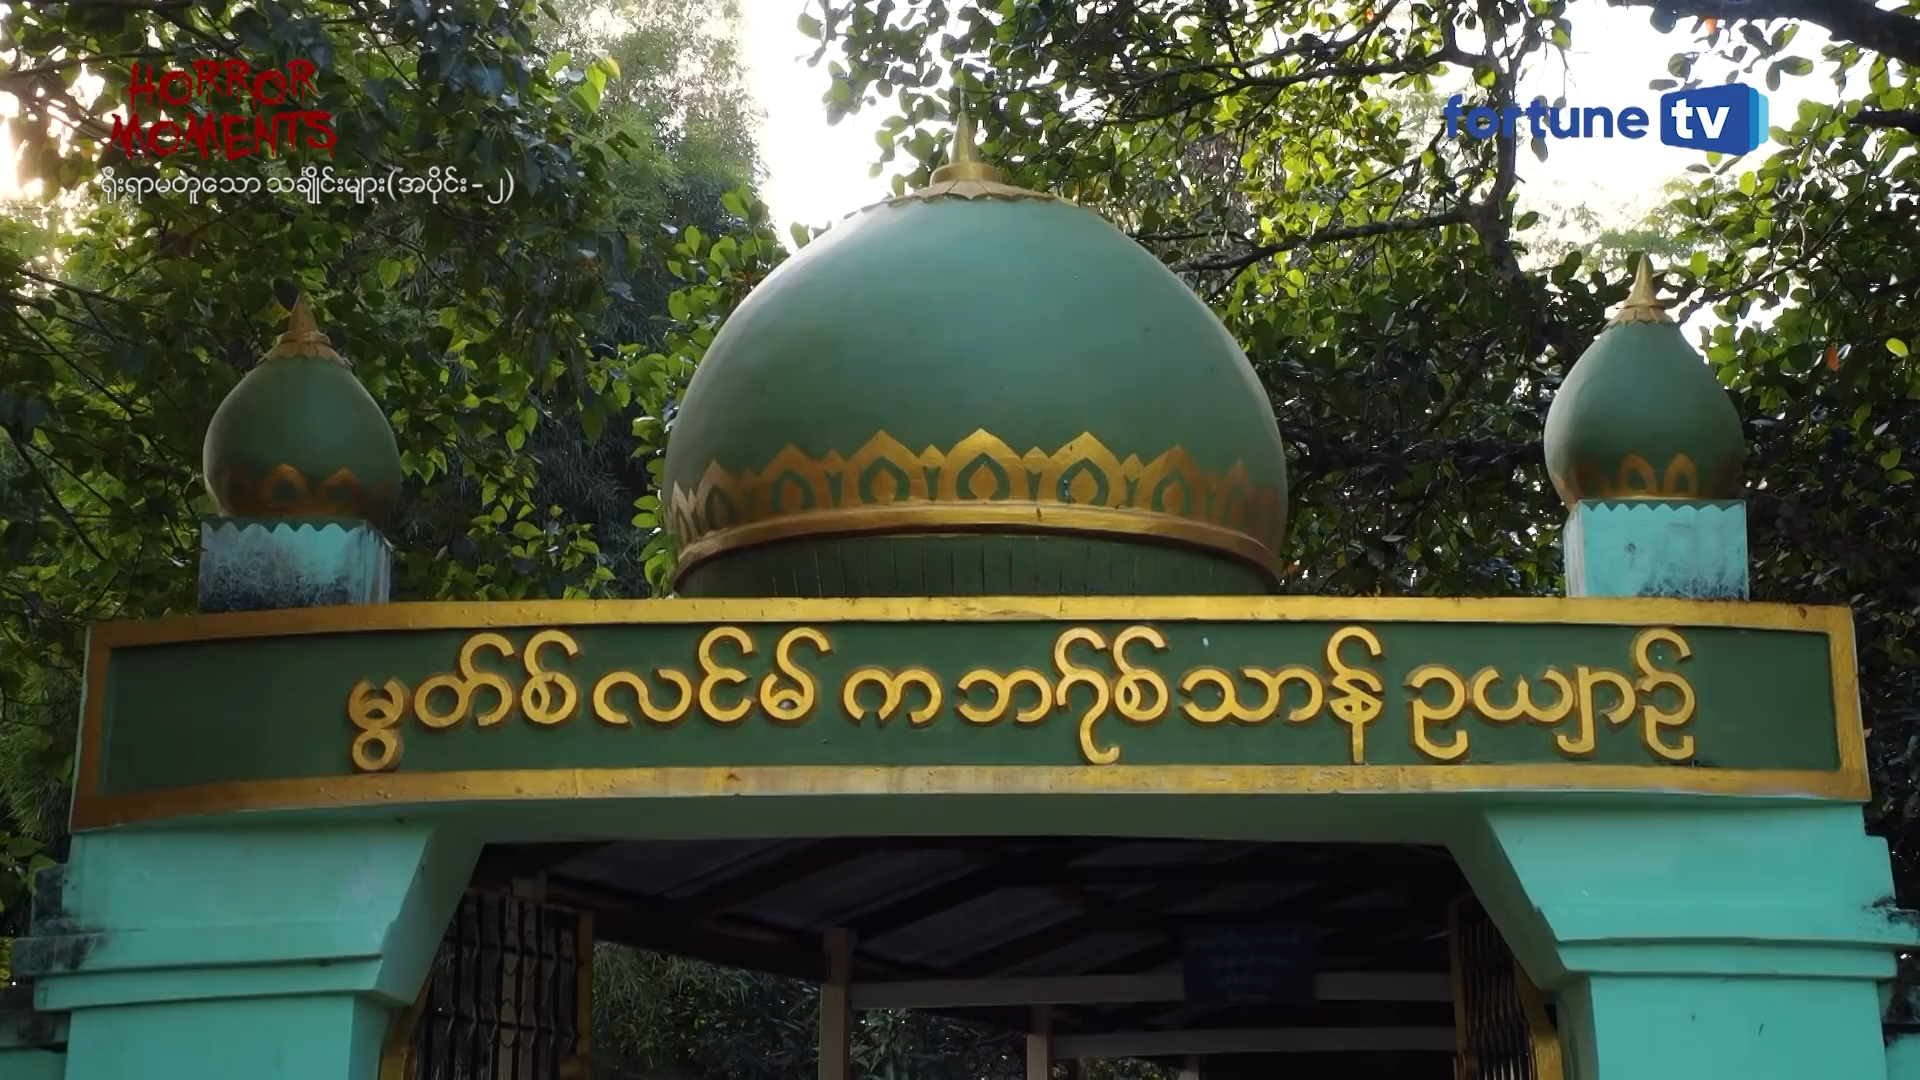 HORROR
MOMENTS
ရိုးရာမတူသော သင်္ချိုင်းများ(အပိုင်း-၂)
fortune tv
မွတ်စ်လင်မ် ကဘဂ်ုစ်သာန် ဥယျာဉ်